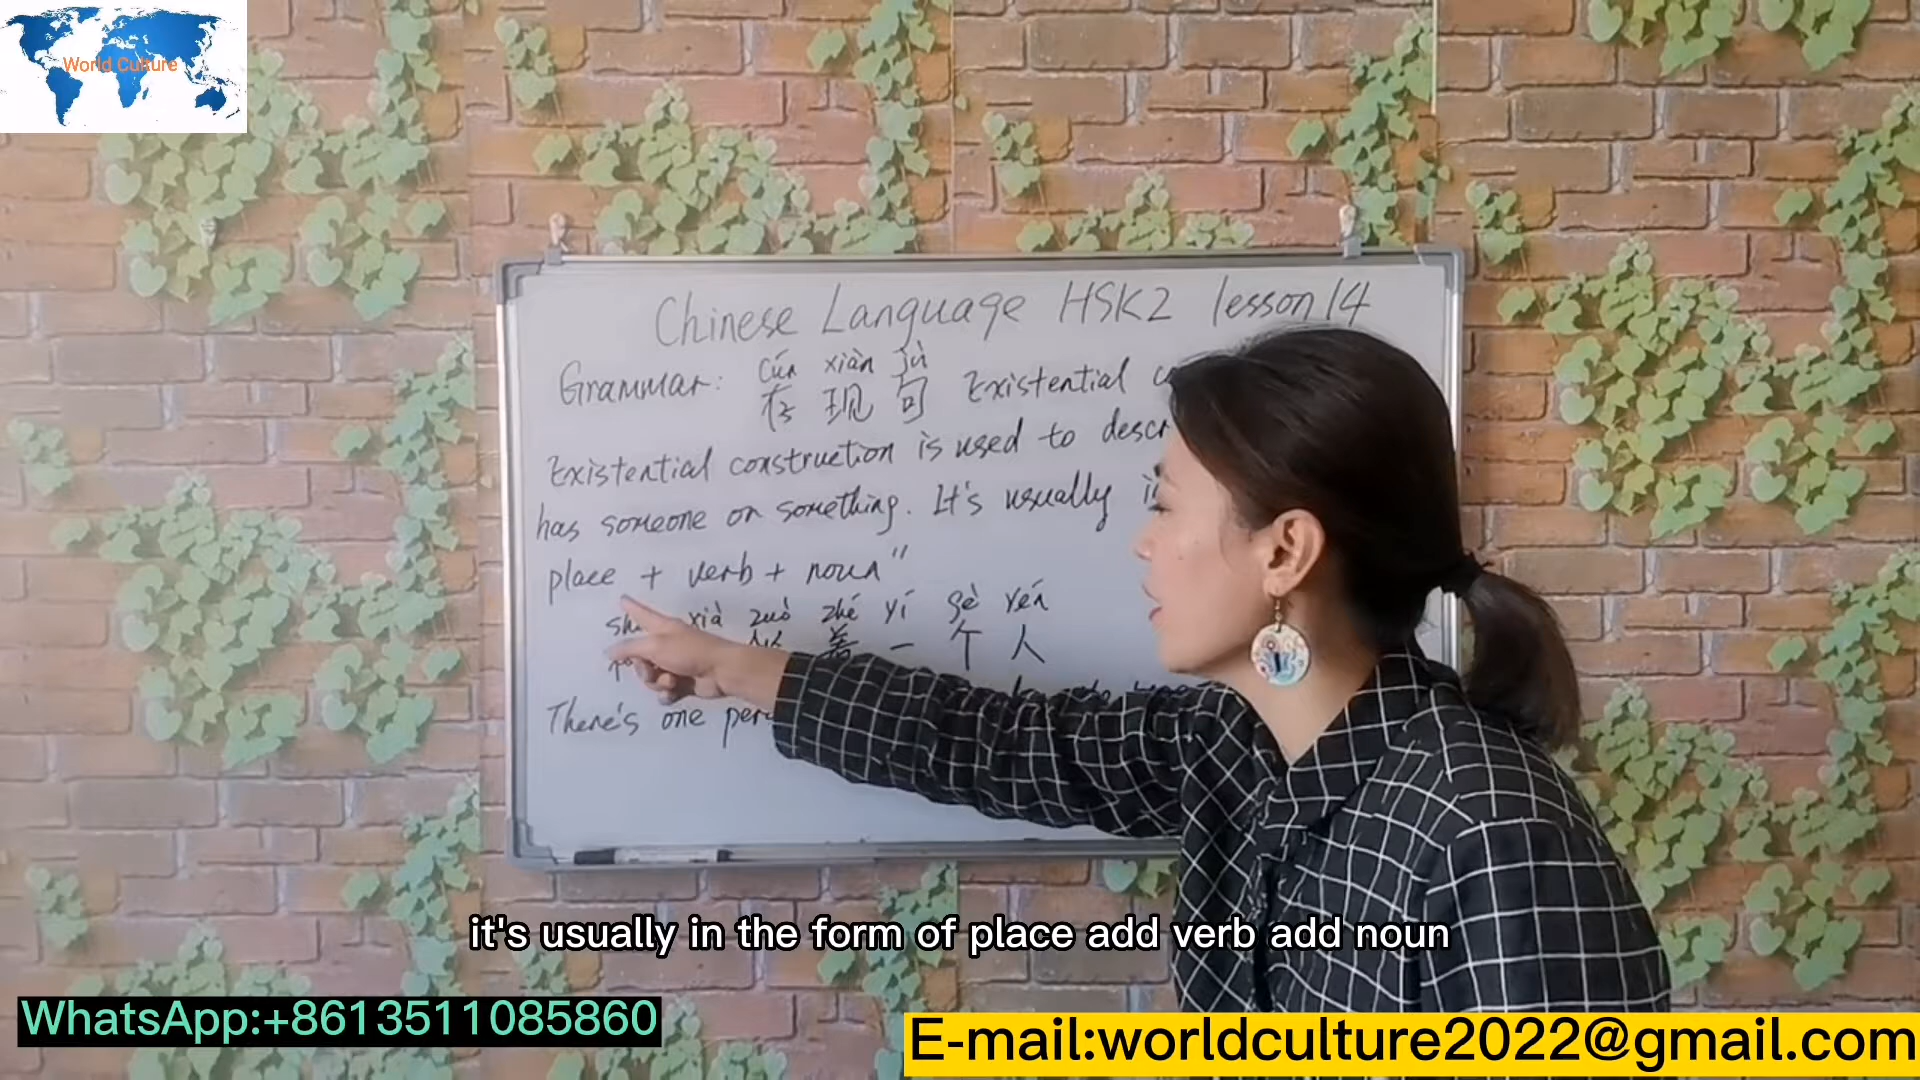 World Culture
Chinese Language HSK2 lesson 14
cún xiàn jù
Grammar: 存 现 句 Existential
Existential construction is used to descr
has someone or something. It's usually
place + verb + noun"
xià zuò zhé yí gè rén
着 一 个 人
There's one per
it's usually in the form of place add verb add noun
WhatsApp:+8613511085860
E-mail:worldculture2022@gmail.com